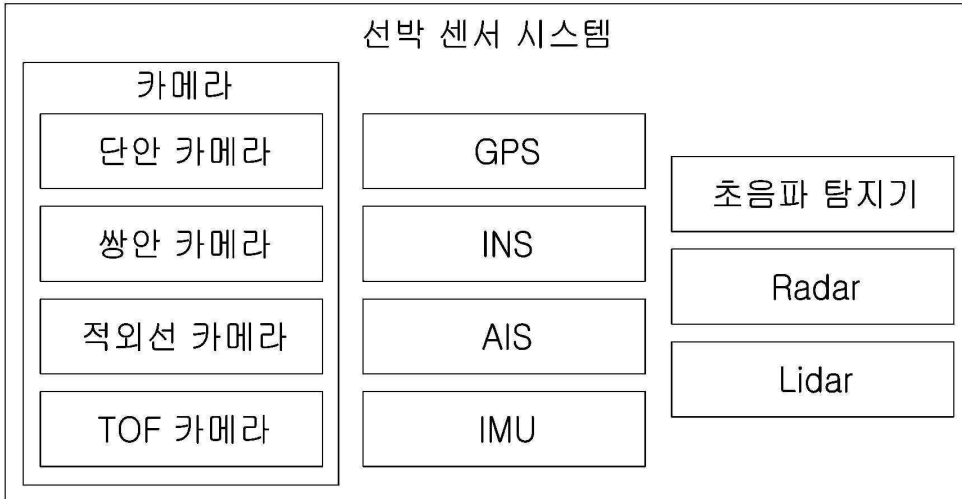 선박 센서 시스템
카메라
단안 카메라
쌍안 카메라
적외선 카메라
TOF 카메라
GPS
INS
AIS
IMU
초음파 탐지기
Radar
Lidar